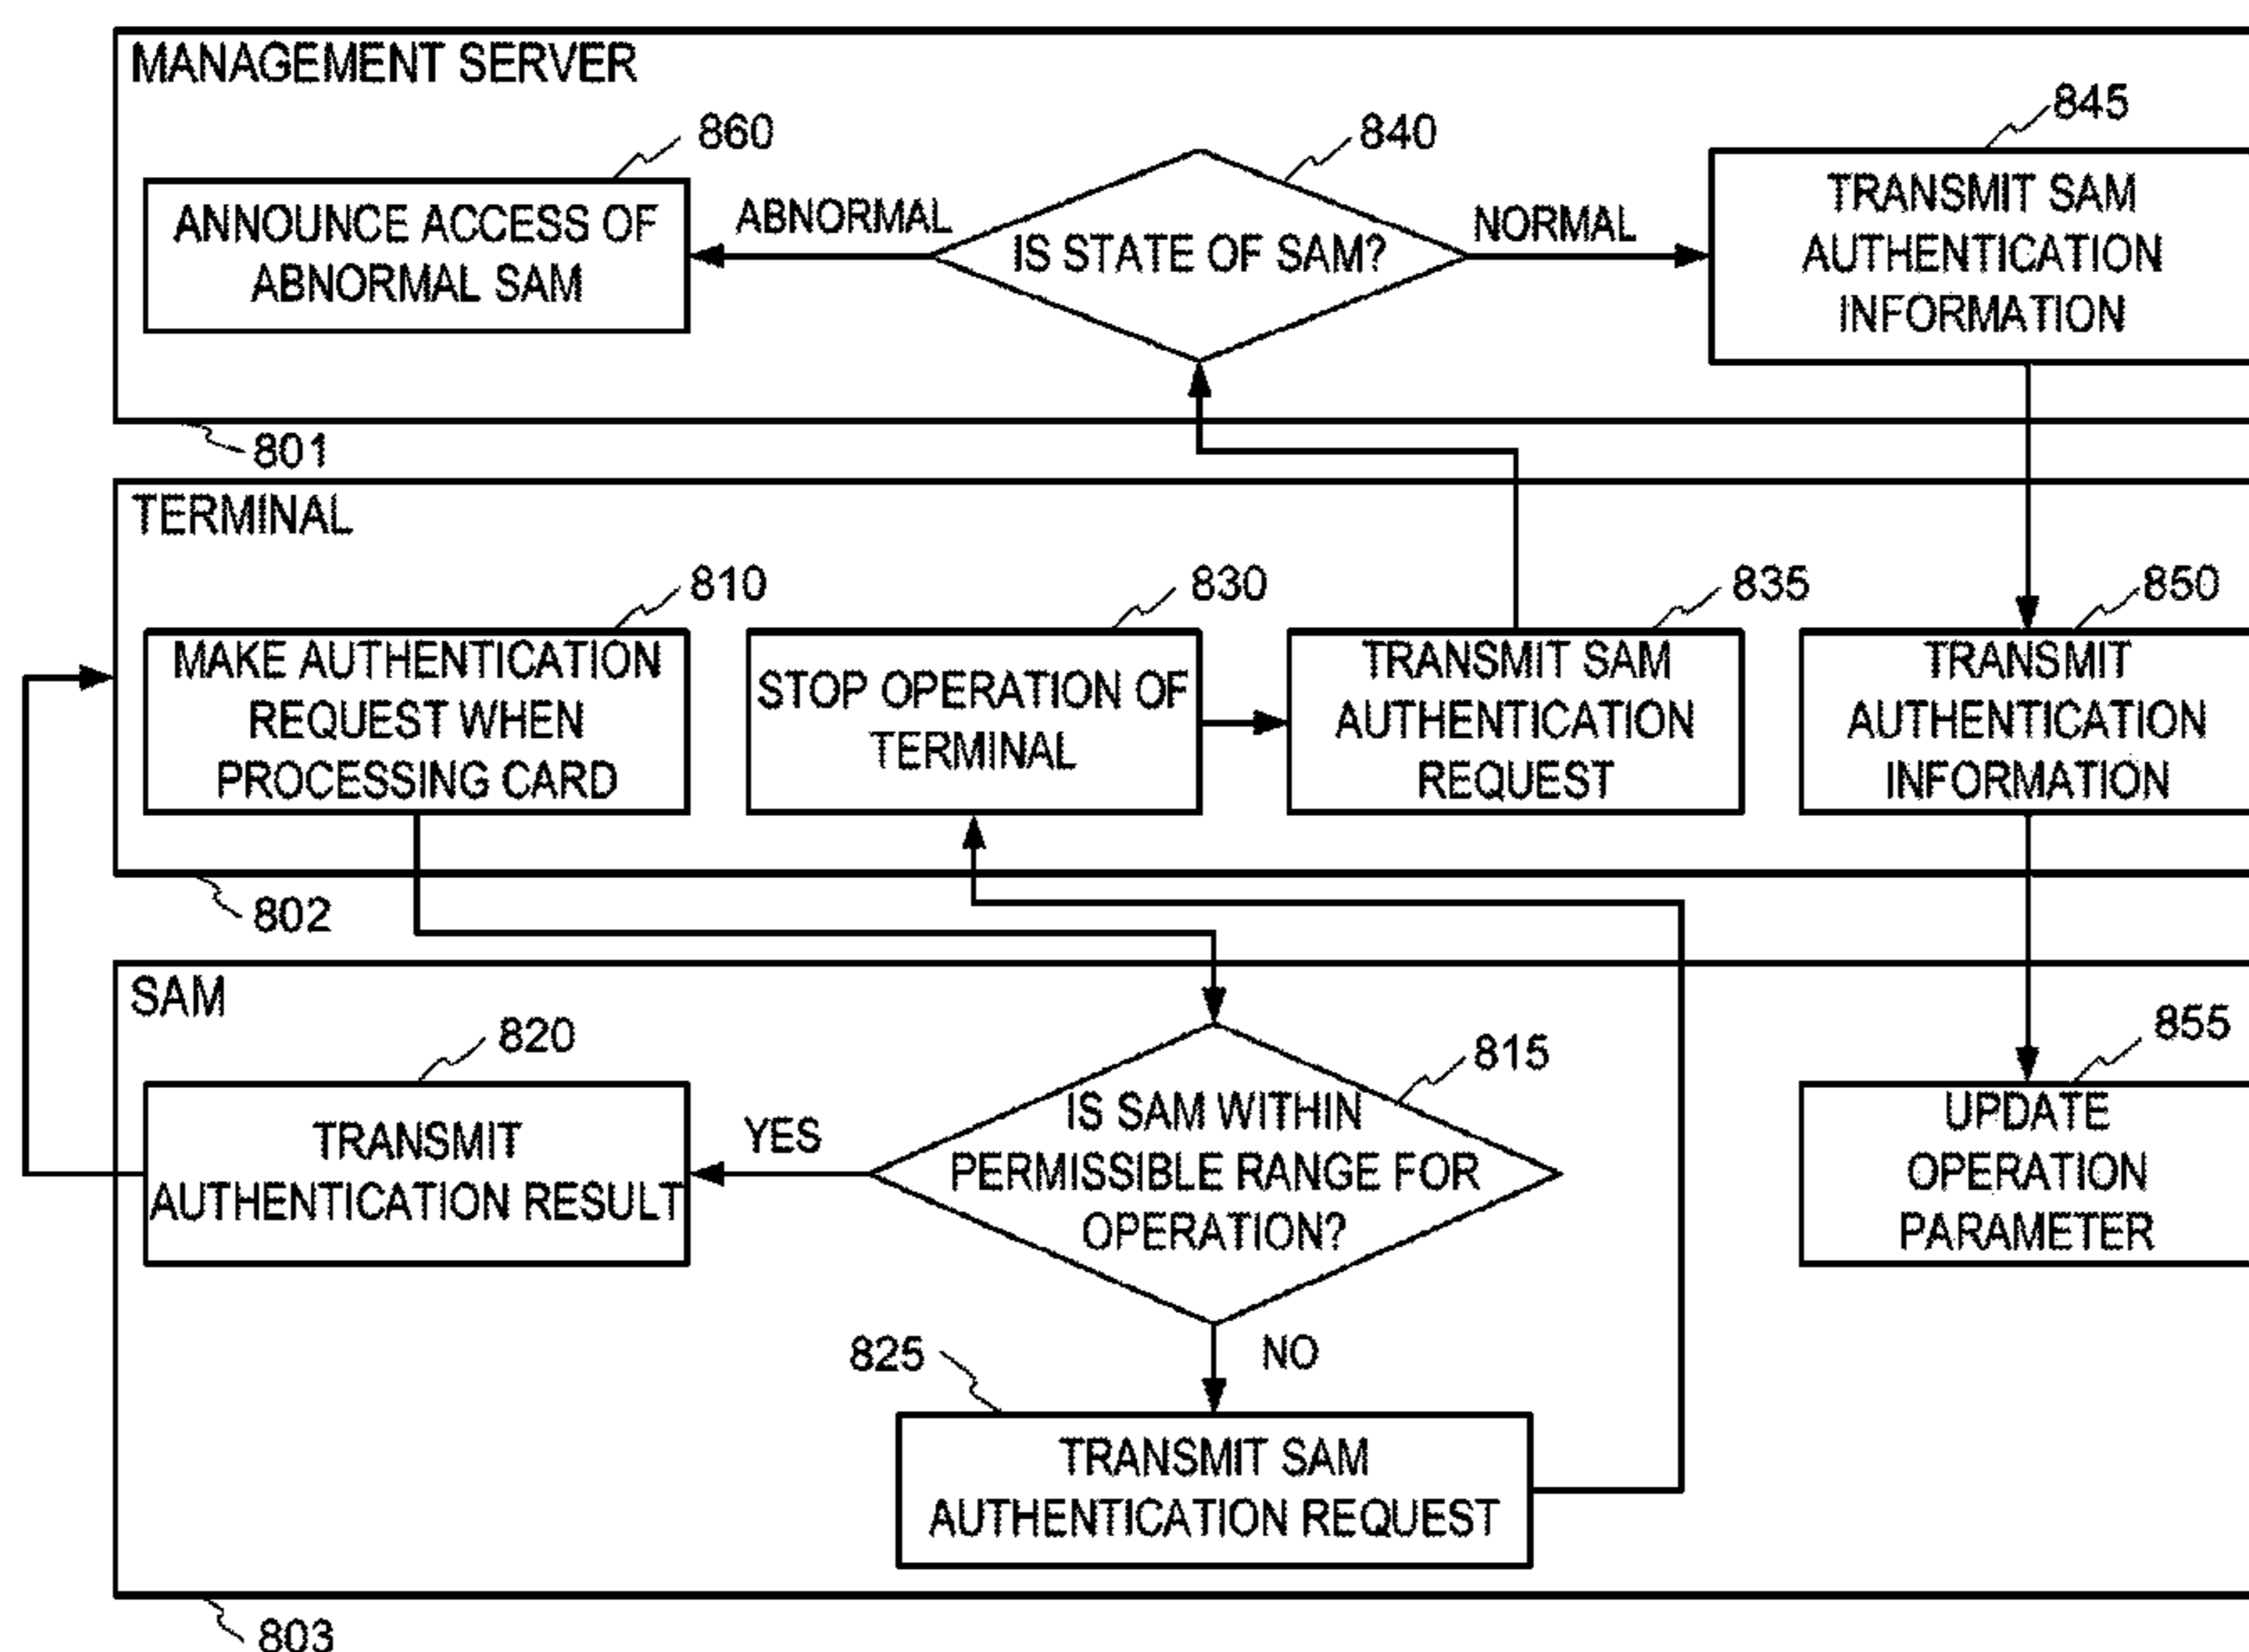 MANAGEMENT SERVER
860
840
845
ANNOUNCE ACCESS OF
ABNORMAL SAM
ABNORMAL
IS STATE OF SAM?
NORMAL
TRANSMIT SAM
AUTHENTICATION
INFORMATION
801
TERMINAL
810
830
835
850
MAKE AUTHENTICATION
REQUEST WHEN
PROCESSING CARD
STOP OPERATION OF
TERMINAL
TRANSMIT SAM
AUTHENTICATION
REQUEST
TRANSMIT
AUTHENTICATION
INFORMATION
802
SAM
820
815
855
TRANSMIT
AUTHENTICATION RESULT
YES
IS SAM WITHIN
PERMISSIBLE RANGE FOR
OPERATION?
UPDATE
OPERATION
PARAMETER
825
NO
TRANSMIT SAM
AUTHENTICATION REQUEST
803